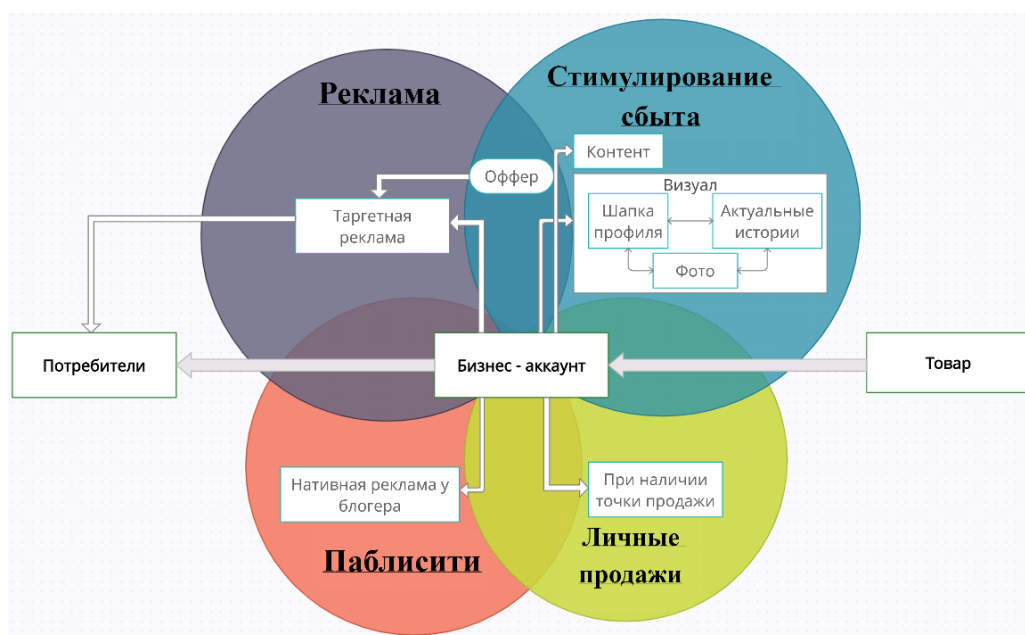 Реклама
Стимулирование
сбыта
Контент
Оффер
Визуал
Шапка
профиля
Актуальные
истории
Фото
Таргетная
реклама
Потребители
Бизнес - аккаунт
Товар
Нативная реклама у
блогера
При наличии
точки продажи
Паблисити
Личные
продажи